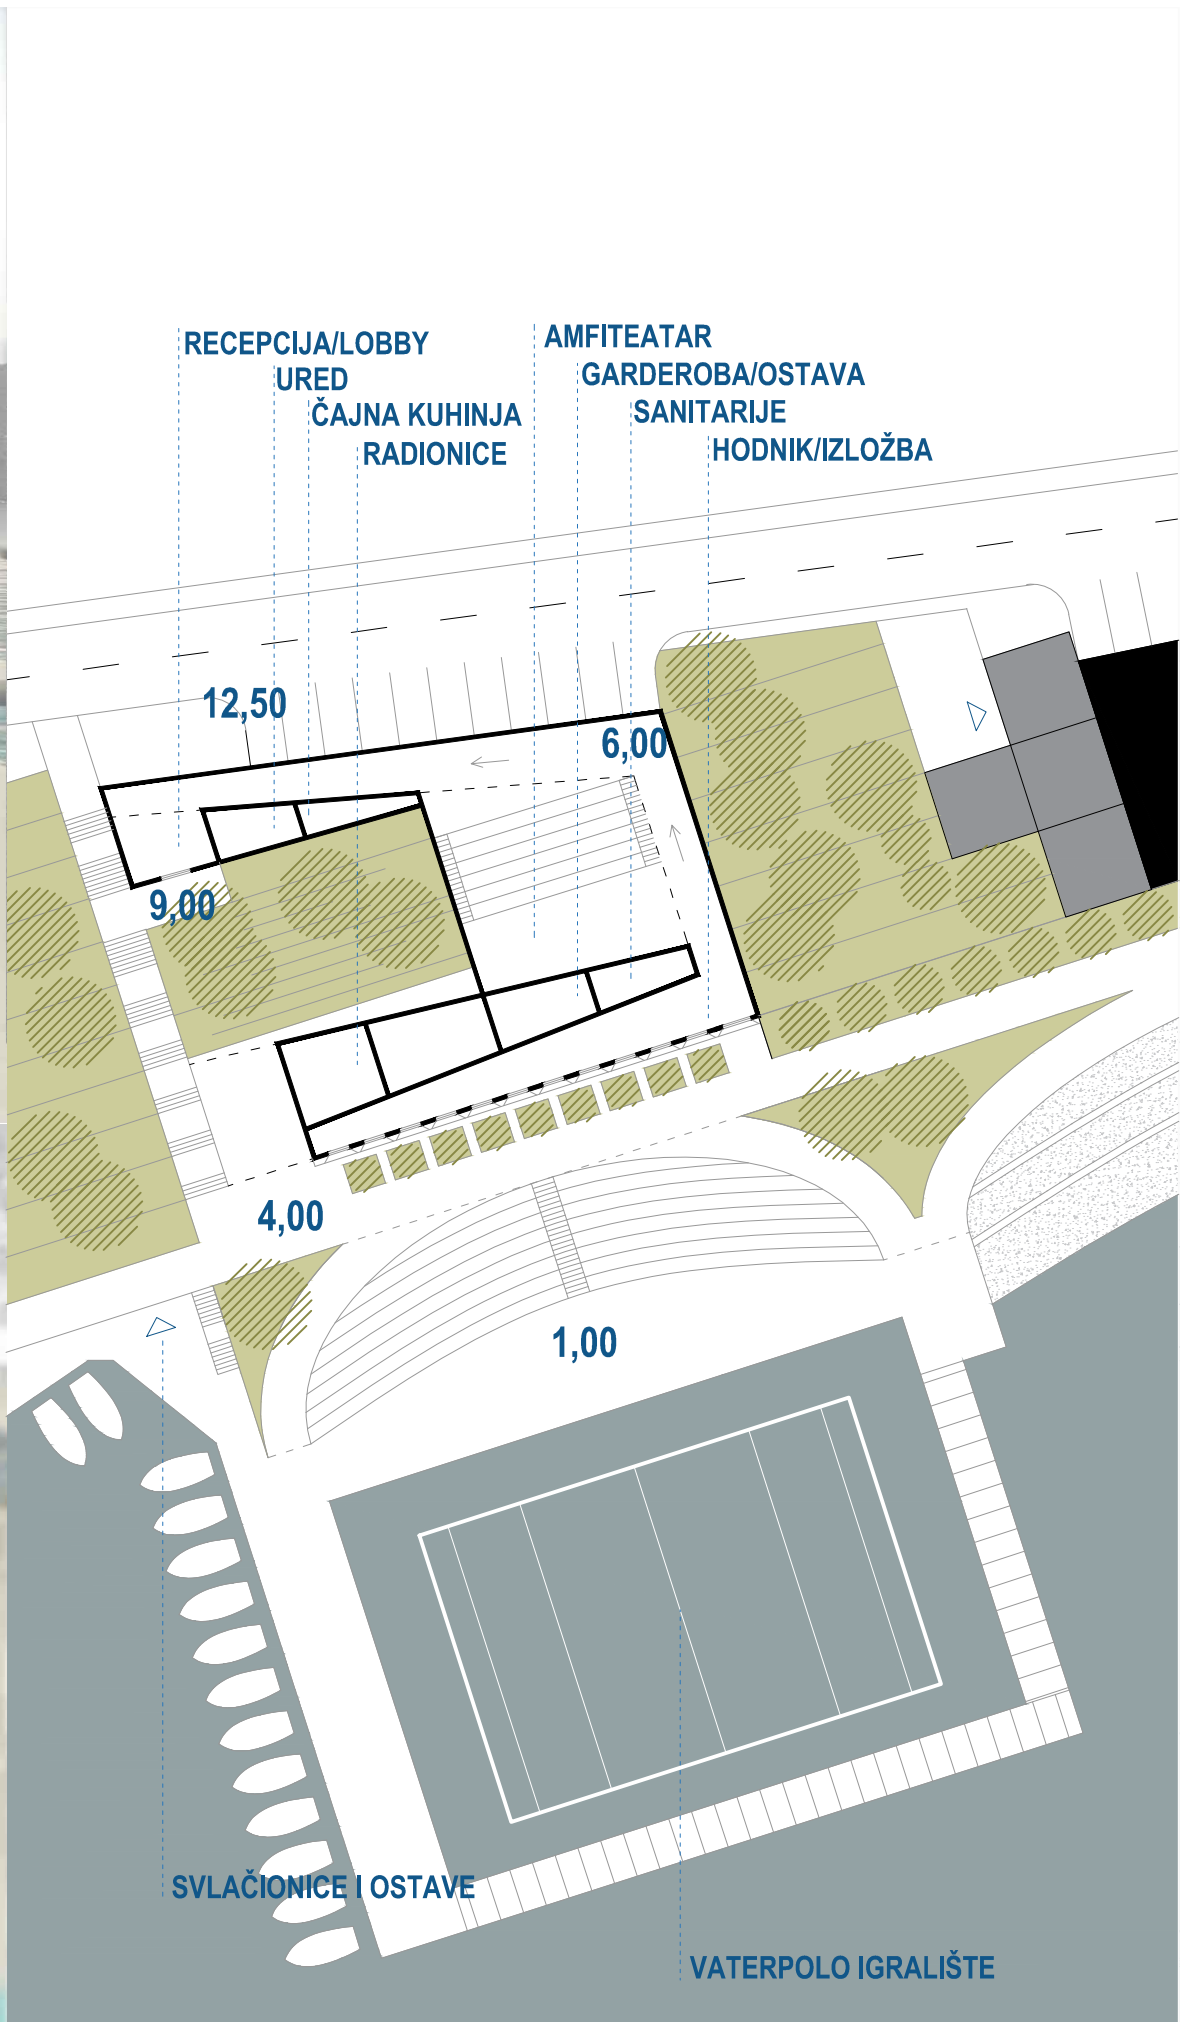 RECEPCIJA/LOBBY
URED
ČAJNA KUHINJA
RADIONICE
AMFITEATAR
GARDEROBA/OSTAVA
SANITARIJE
HODNIK/IZLOŽBA
12,50
6,00
9,00
4,00
1,00
SVLAČIONICE I OSTAVE
VATERPOLO IGRALIŠTE